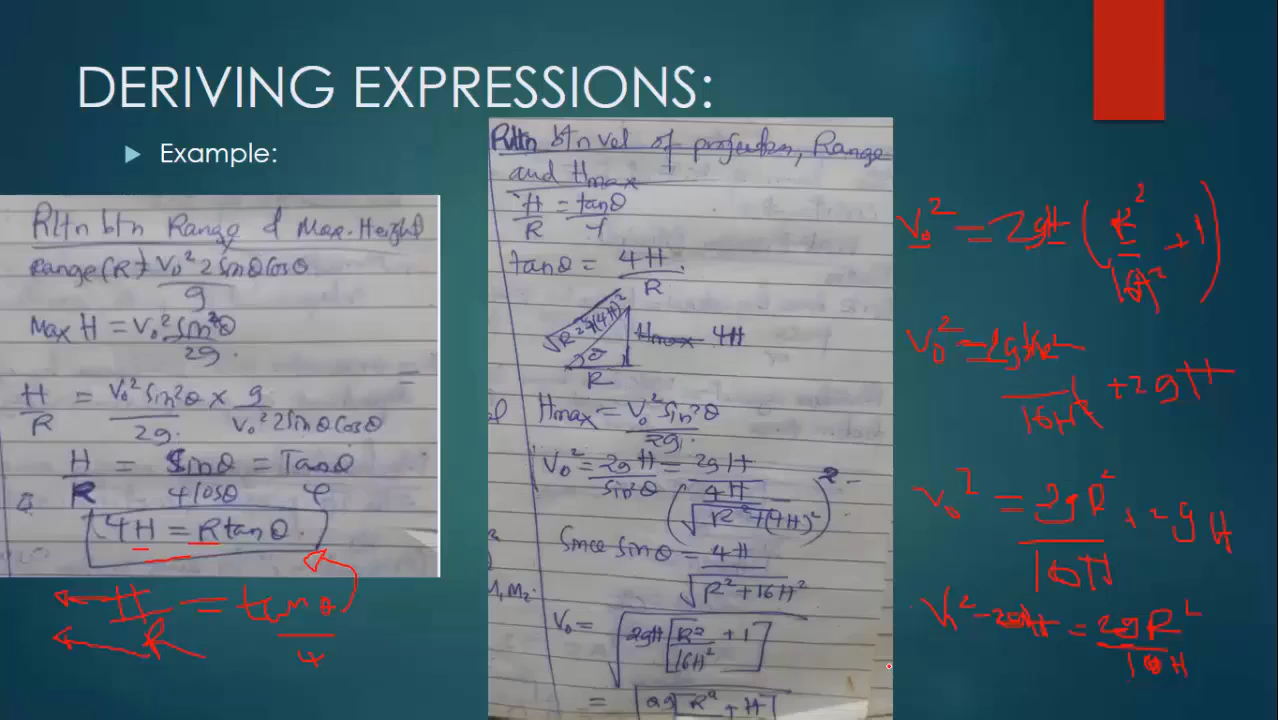 DERIVING EXPRESSIONS:
Example:
Rltn btn Range & Max. Height
Range(R) = V₀² 2 Sinθ Cosθ / g
Max H = V₀² Sin²θ / 2g
H/R = V₀² Sin²θ / 2g × g / V₀² 2 Sinθ Cosθ
H/R = Sinθ / 4 Cosθ = Tanθ / 4
4H = R tanθ
H/R = tanθ / 4
Rltn btn vel of projection, Range
and Hmax
H/R = tanθ / 4
tanθ = 4H / R
√R²+(4H)²
θ
Hmax 4H
R
Hmax = V₀² Sin²θ / 2g
V₀² = 2gH / Sin²θ = 2gH / (4H / √R²+(4H)²)²
Since Sinθ = 4H / √R²+16H²
M₂
V₀ = √2gH [R²/16H² + 1]
V₀² = 2gH (R²/16H² + 1)
V₀² = 2gHR² / 16H² + 2gH
V₀² = 2gR² / 16H + 2gH
V² - 2gH = 2gR² / 16H